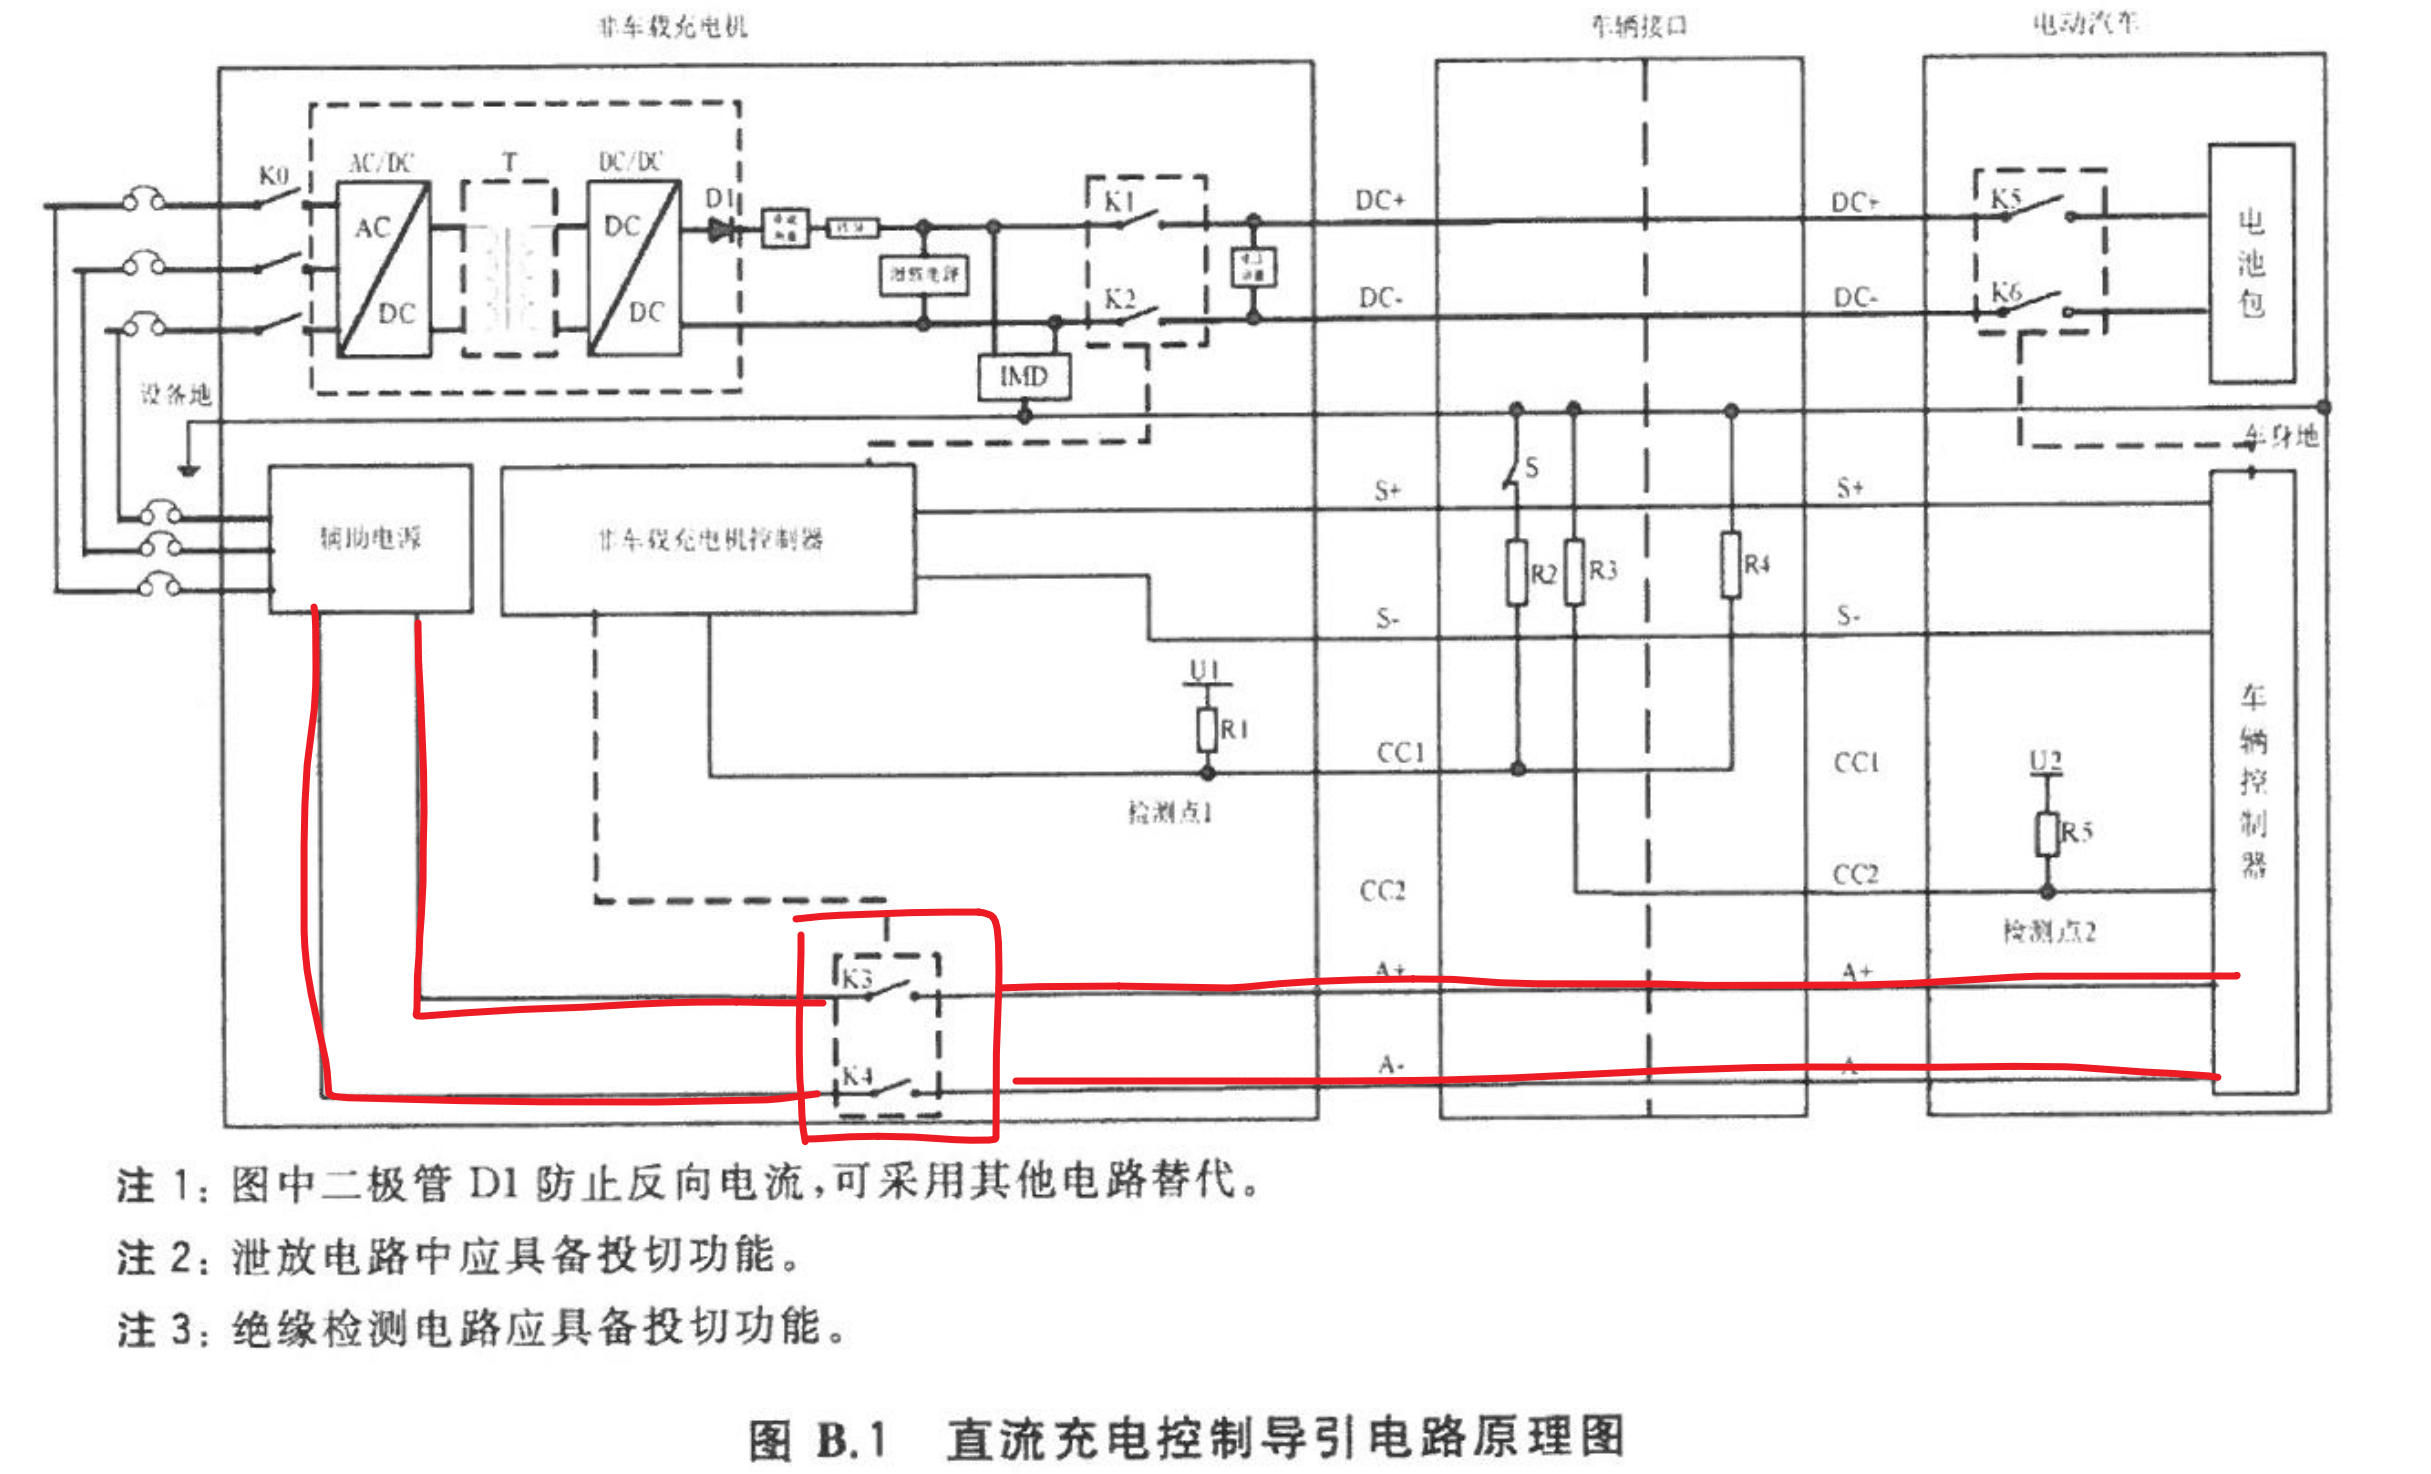 非车载充电机
车辆接口
电动汽车
K0
AC/DC
T
DC/DC
D1
K1
DC+
DC+
K5
AC
DC
电池包
泄放电路
K2
DC-
DC-
K6
DC
DC
IMD
设备地
车身地
S
S+
S+
辅助电源
非车载充电机控制器
R2
R3
R4
S-
S-
U1
R1
车辆控制器
CC1
CC1
U2
检测点1
R5
CC2
CC2
检测点2
K3
A+
A+
K4
A-
A
注 1: 图中二极管 D1 防止反向电流,可采用其他电路替代。
注 2: 泄放电路中应具备投切功能。
注 3: 绝缘检测电路应具备投切功能。
图 B.1 直流充电控制导引电路原理图